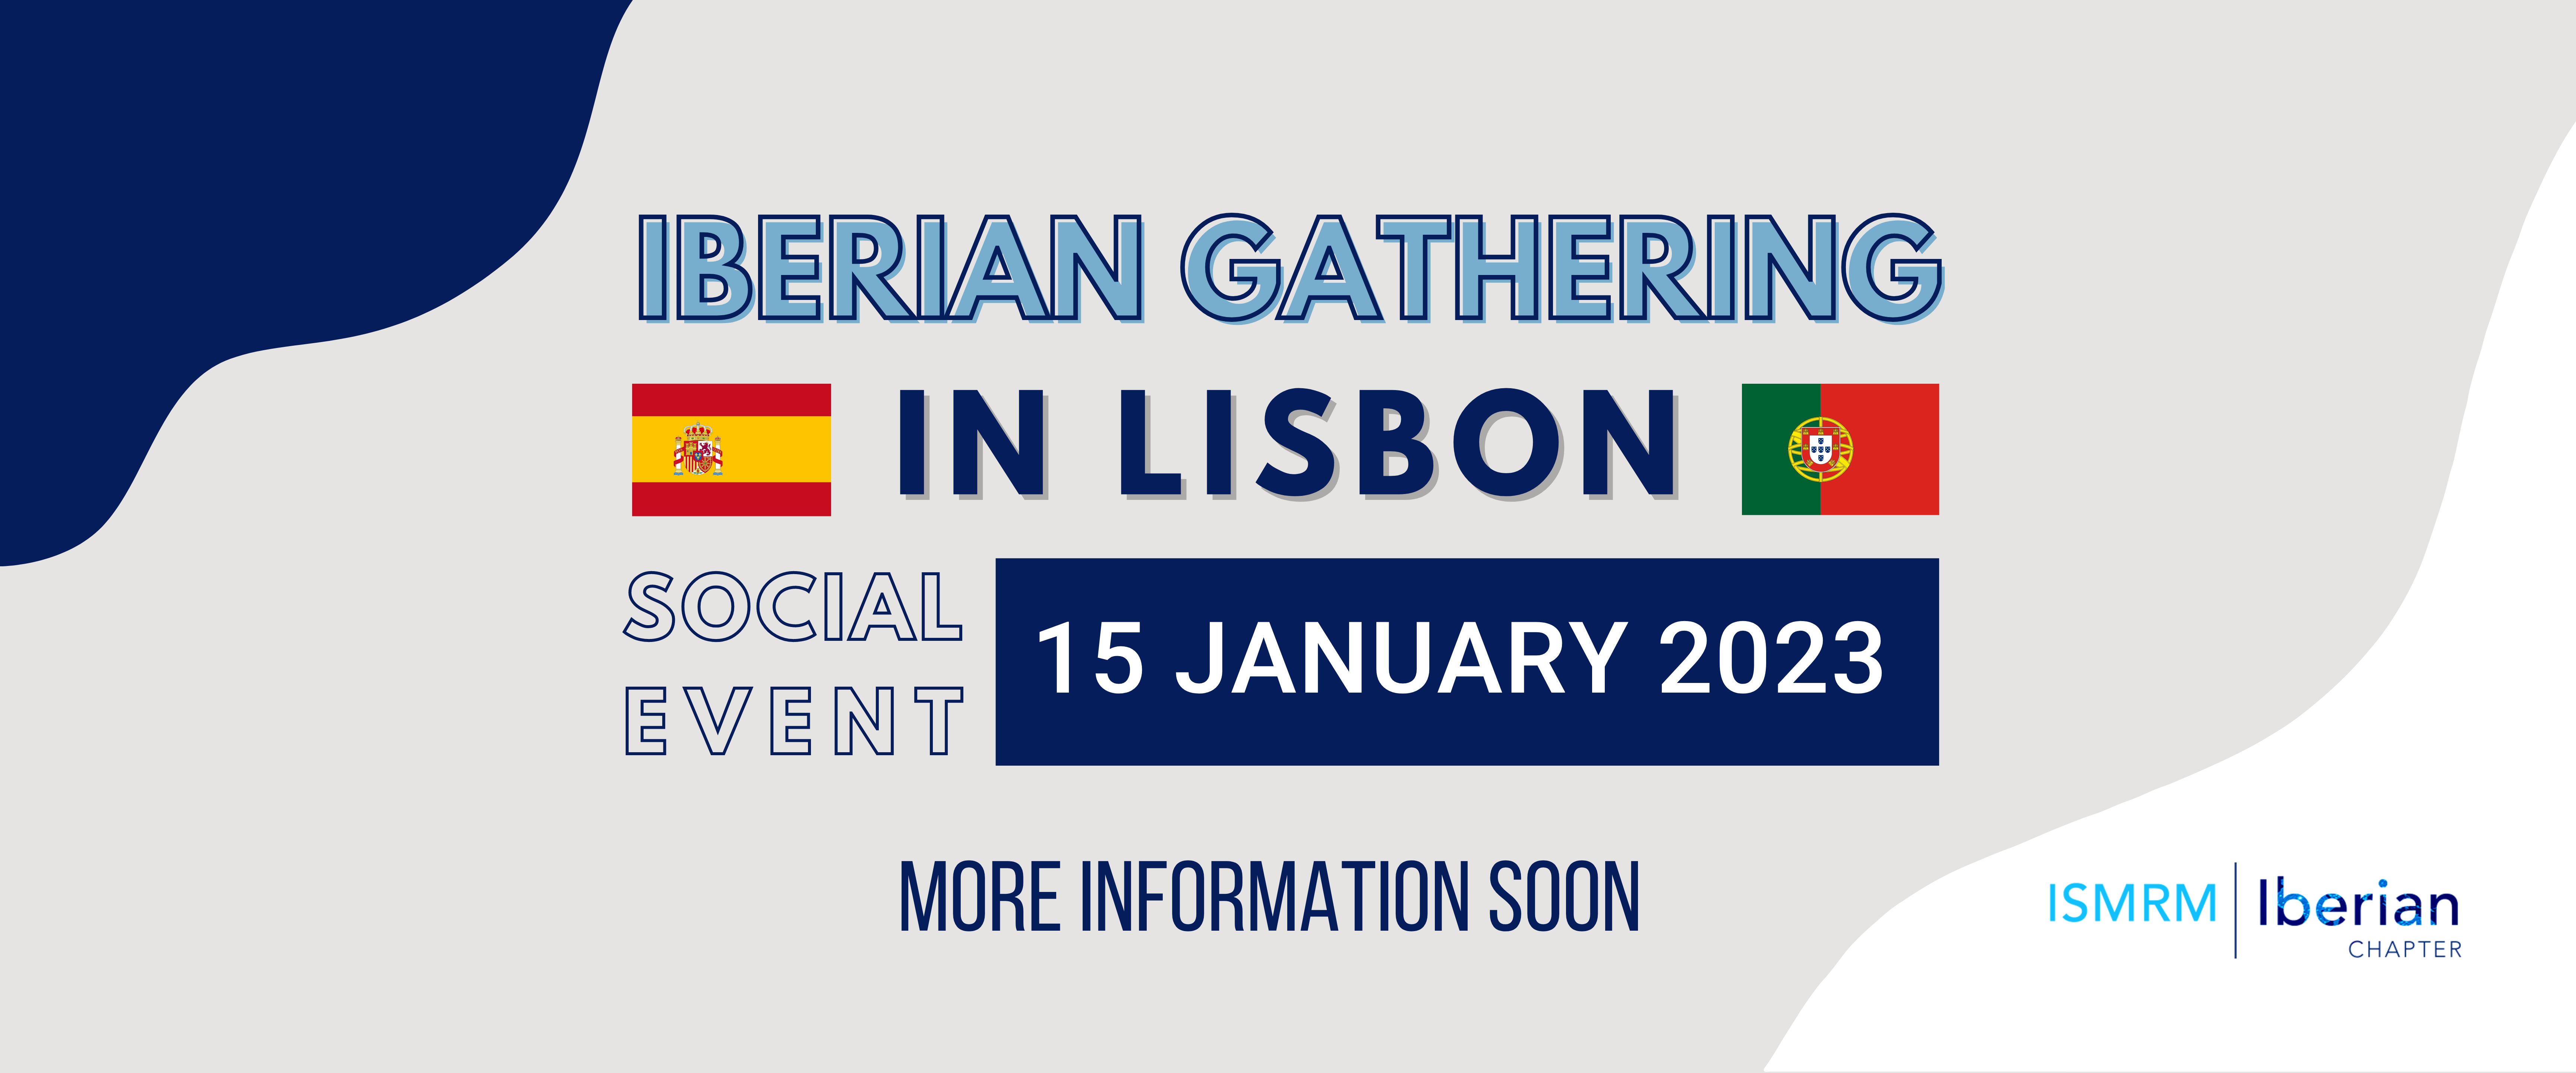 IBERIAN GATHERING
IN LISBON
SOCIAL
EVENT
15 JANUARY 2023
MORE INFORMATION SOON
ISMRM | Iberian
CHAPTER